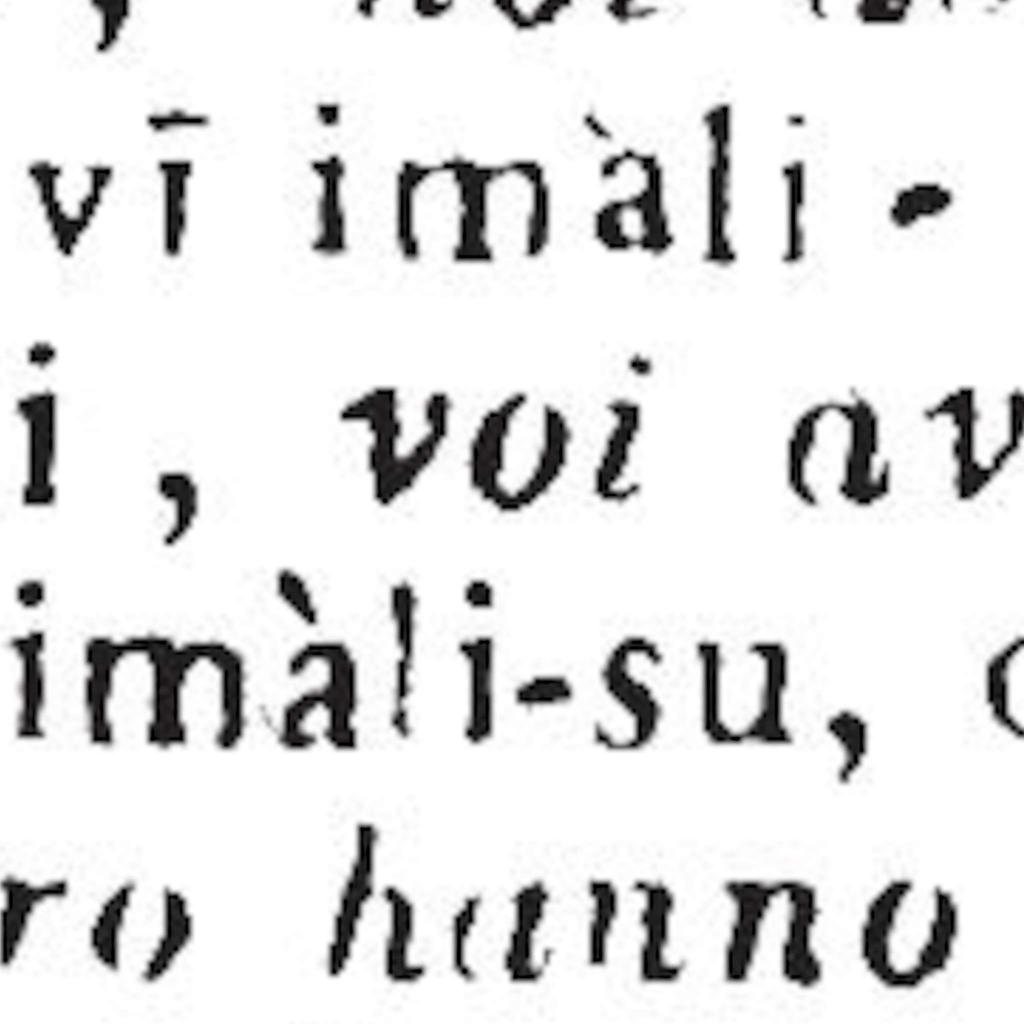 vī imàli -
i , voi av
imàli-su, c
ro hanno